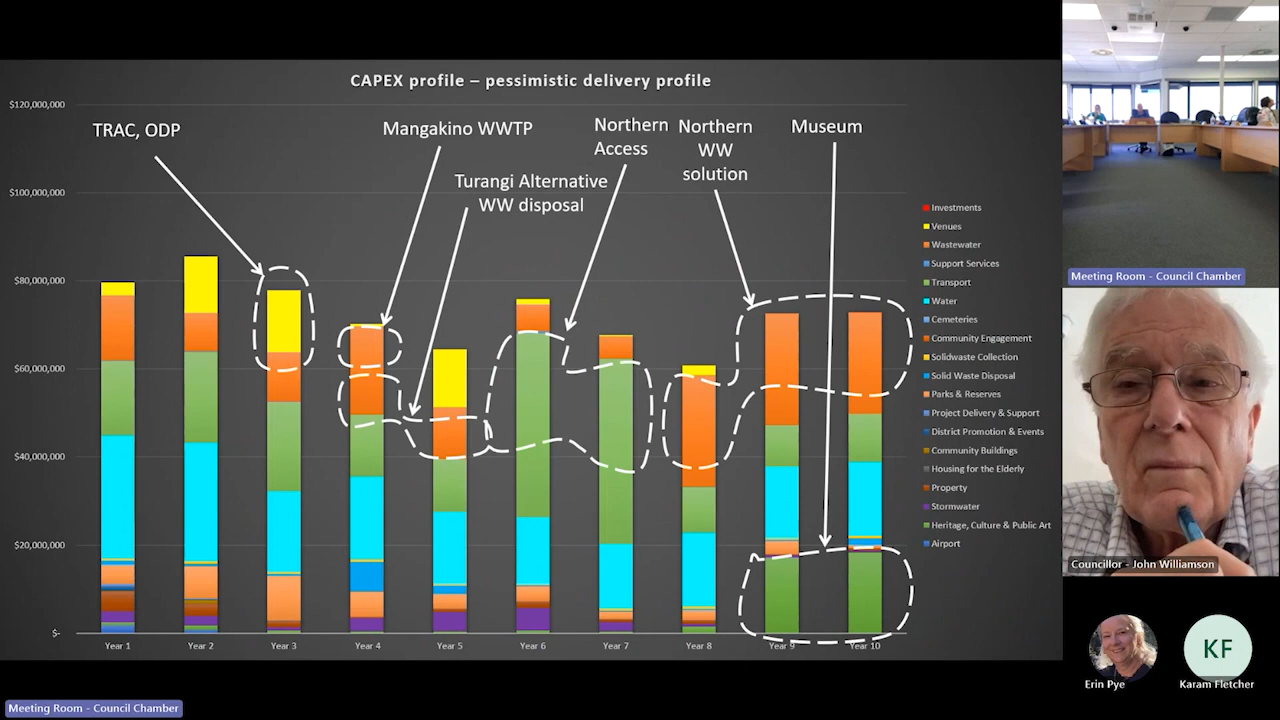 CAPEX profile – pessimistic delivery profile
$120,000,000
$100,000,000
$80,000,000
$60,000,000
$40,000,000
$20,000,000
$-
TRAC, ODP
Mangakino WWTP
Turangi Alternative
WW disposal
Northern
Access
Northern
WW
solution
Museum
Investments
Venues
Wastewater
Support Services
Transport
Water
Cemeteries
Community Engagement
Solidwaste Collection
Solid Waste Disposal
Parks & Reserves
Project Delivery & Support
District Promotion & Events
Community Buildings
Housing for the Elderly
Property
Stormwater
Heritage, Culture & Public Art
Airport
Year 1
Year 2
Year 3
Year 4
Year 5
Year 6
Year 7
Year 8
Year 9
Year 10
Meeting Room - Council Chamber
Meeting Room - Council Chamber
Councillor - John Williamson
KF
Erin Pye
Karam Fletcher